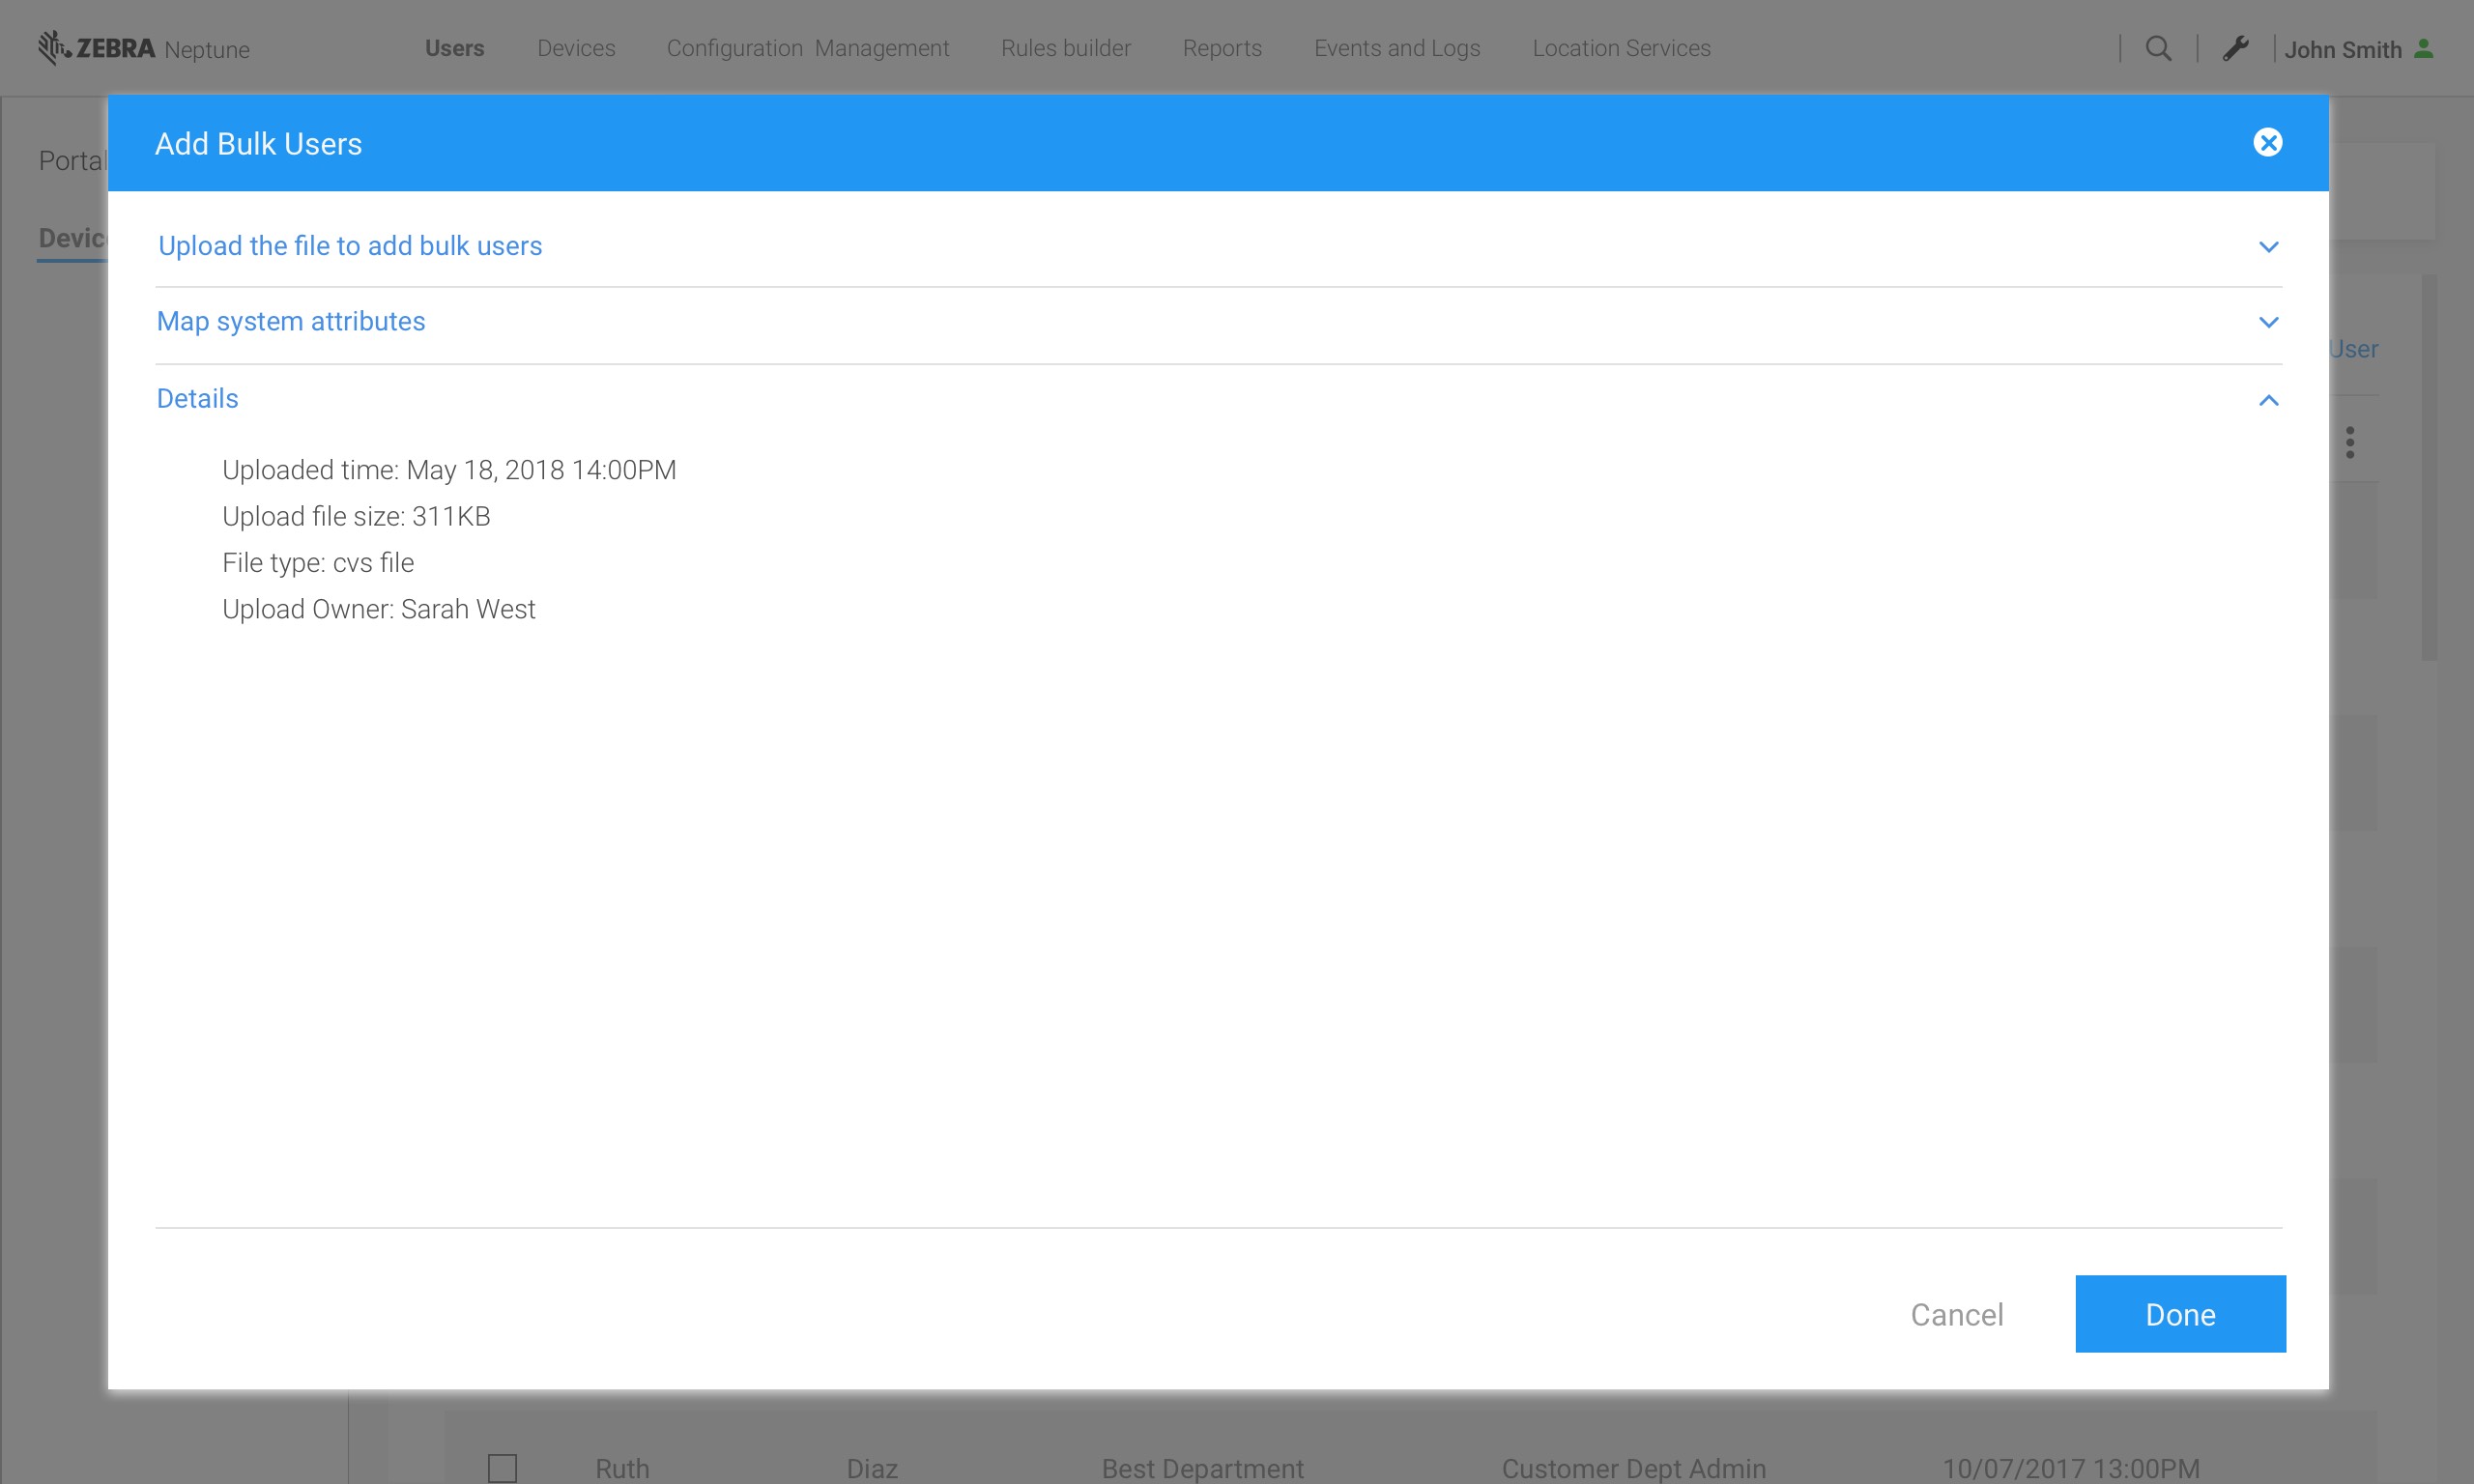 ZEBRA Neptune Users Devices Configuration Management Rules builder Reports Events and Logs Location Services John Smith
Add Bulk Users
Portal
Upload the file to add bulk users
Devic
Map system attributes
User
Details
Uploaded time: May 18, 2018 14:00PM
Upload file size: 311KB
File type: cvs file
Upload Owner: Sarah West
Cancel Done
Ruth Diaz Best Department Customer Dept Admin 10/07/2017 13:00PM